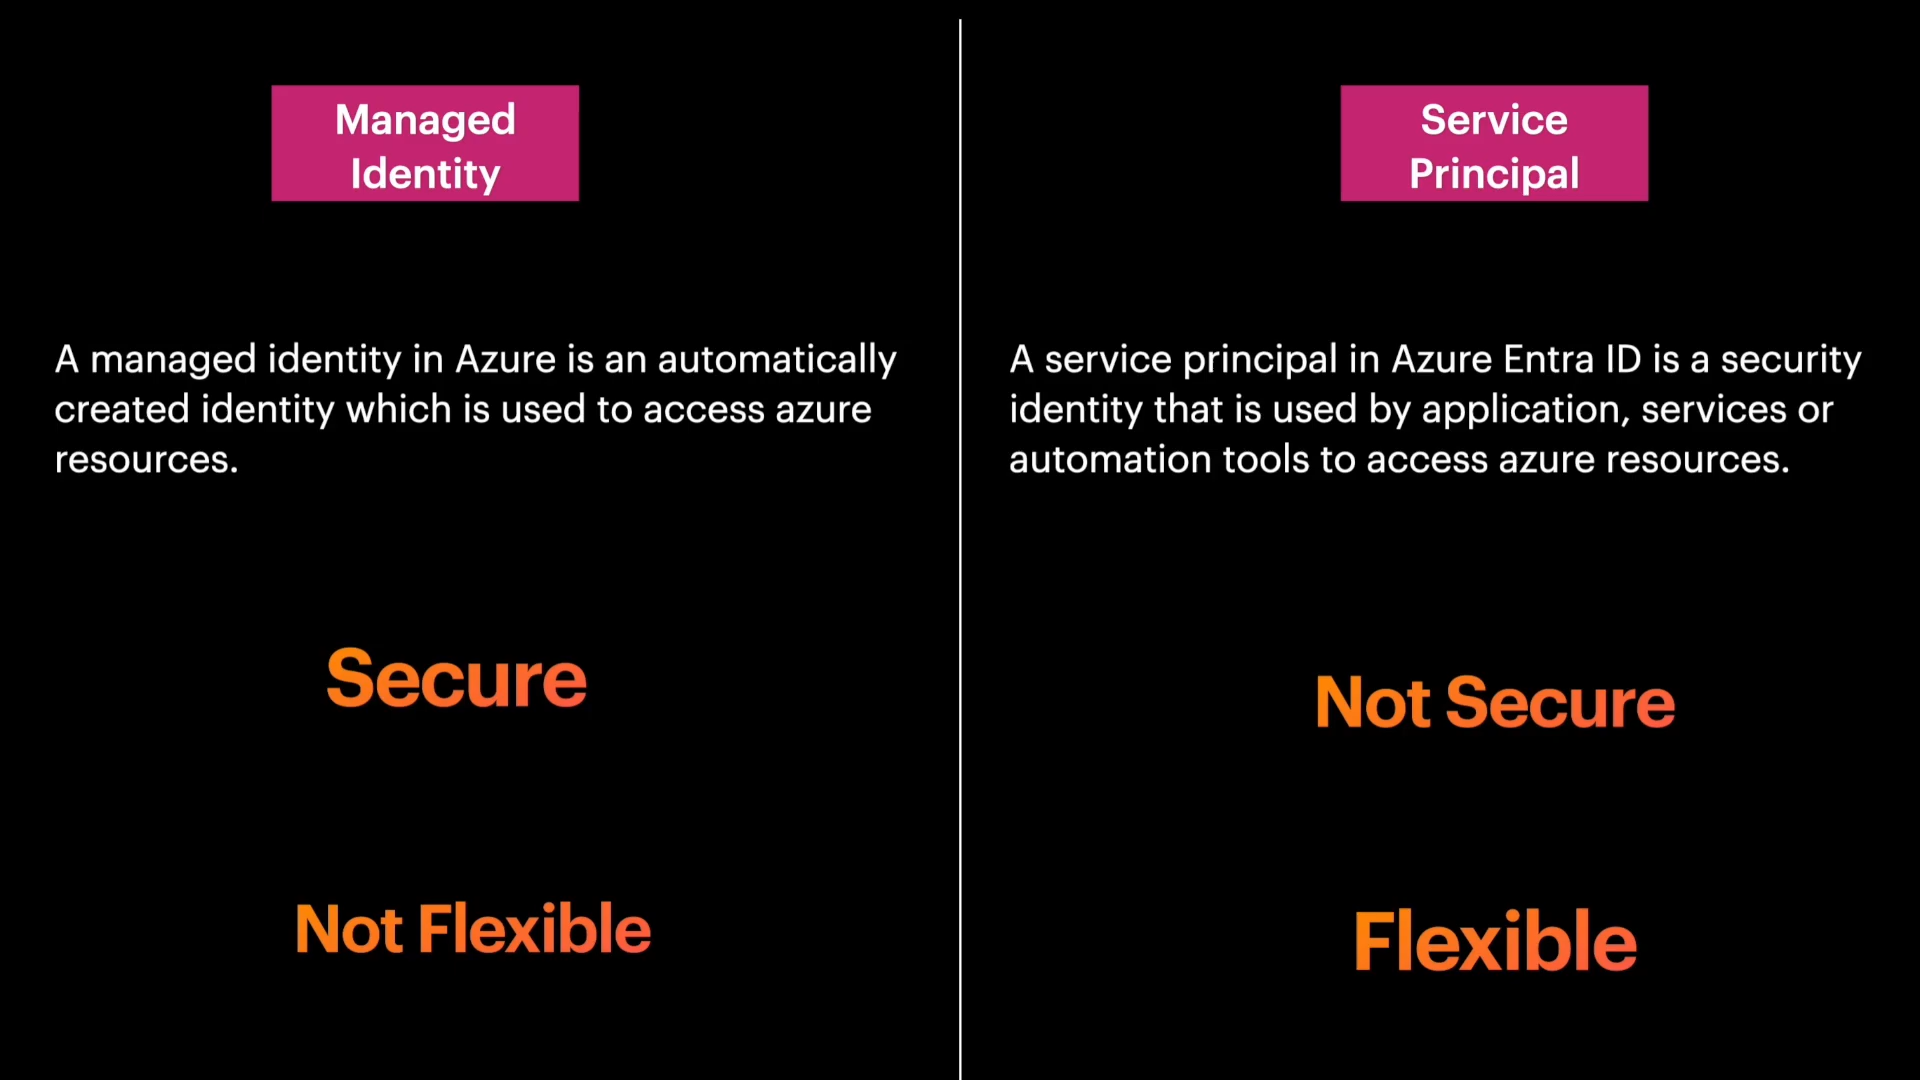 Managed
Identity
A managed identity in Azure is an automatically
created identity which is used to access azure
resources.
Secure
Not Flexible
Service
Principal
A service principal in Azure Entra ID is a security
identity that is used by application, services or
automation tools to access azure resources.
Not Secure
Flexible